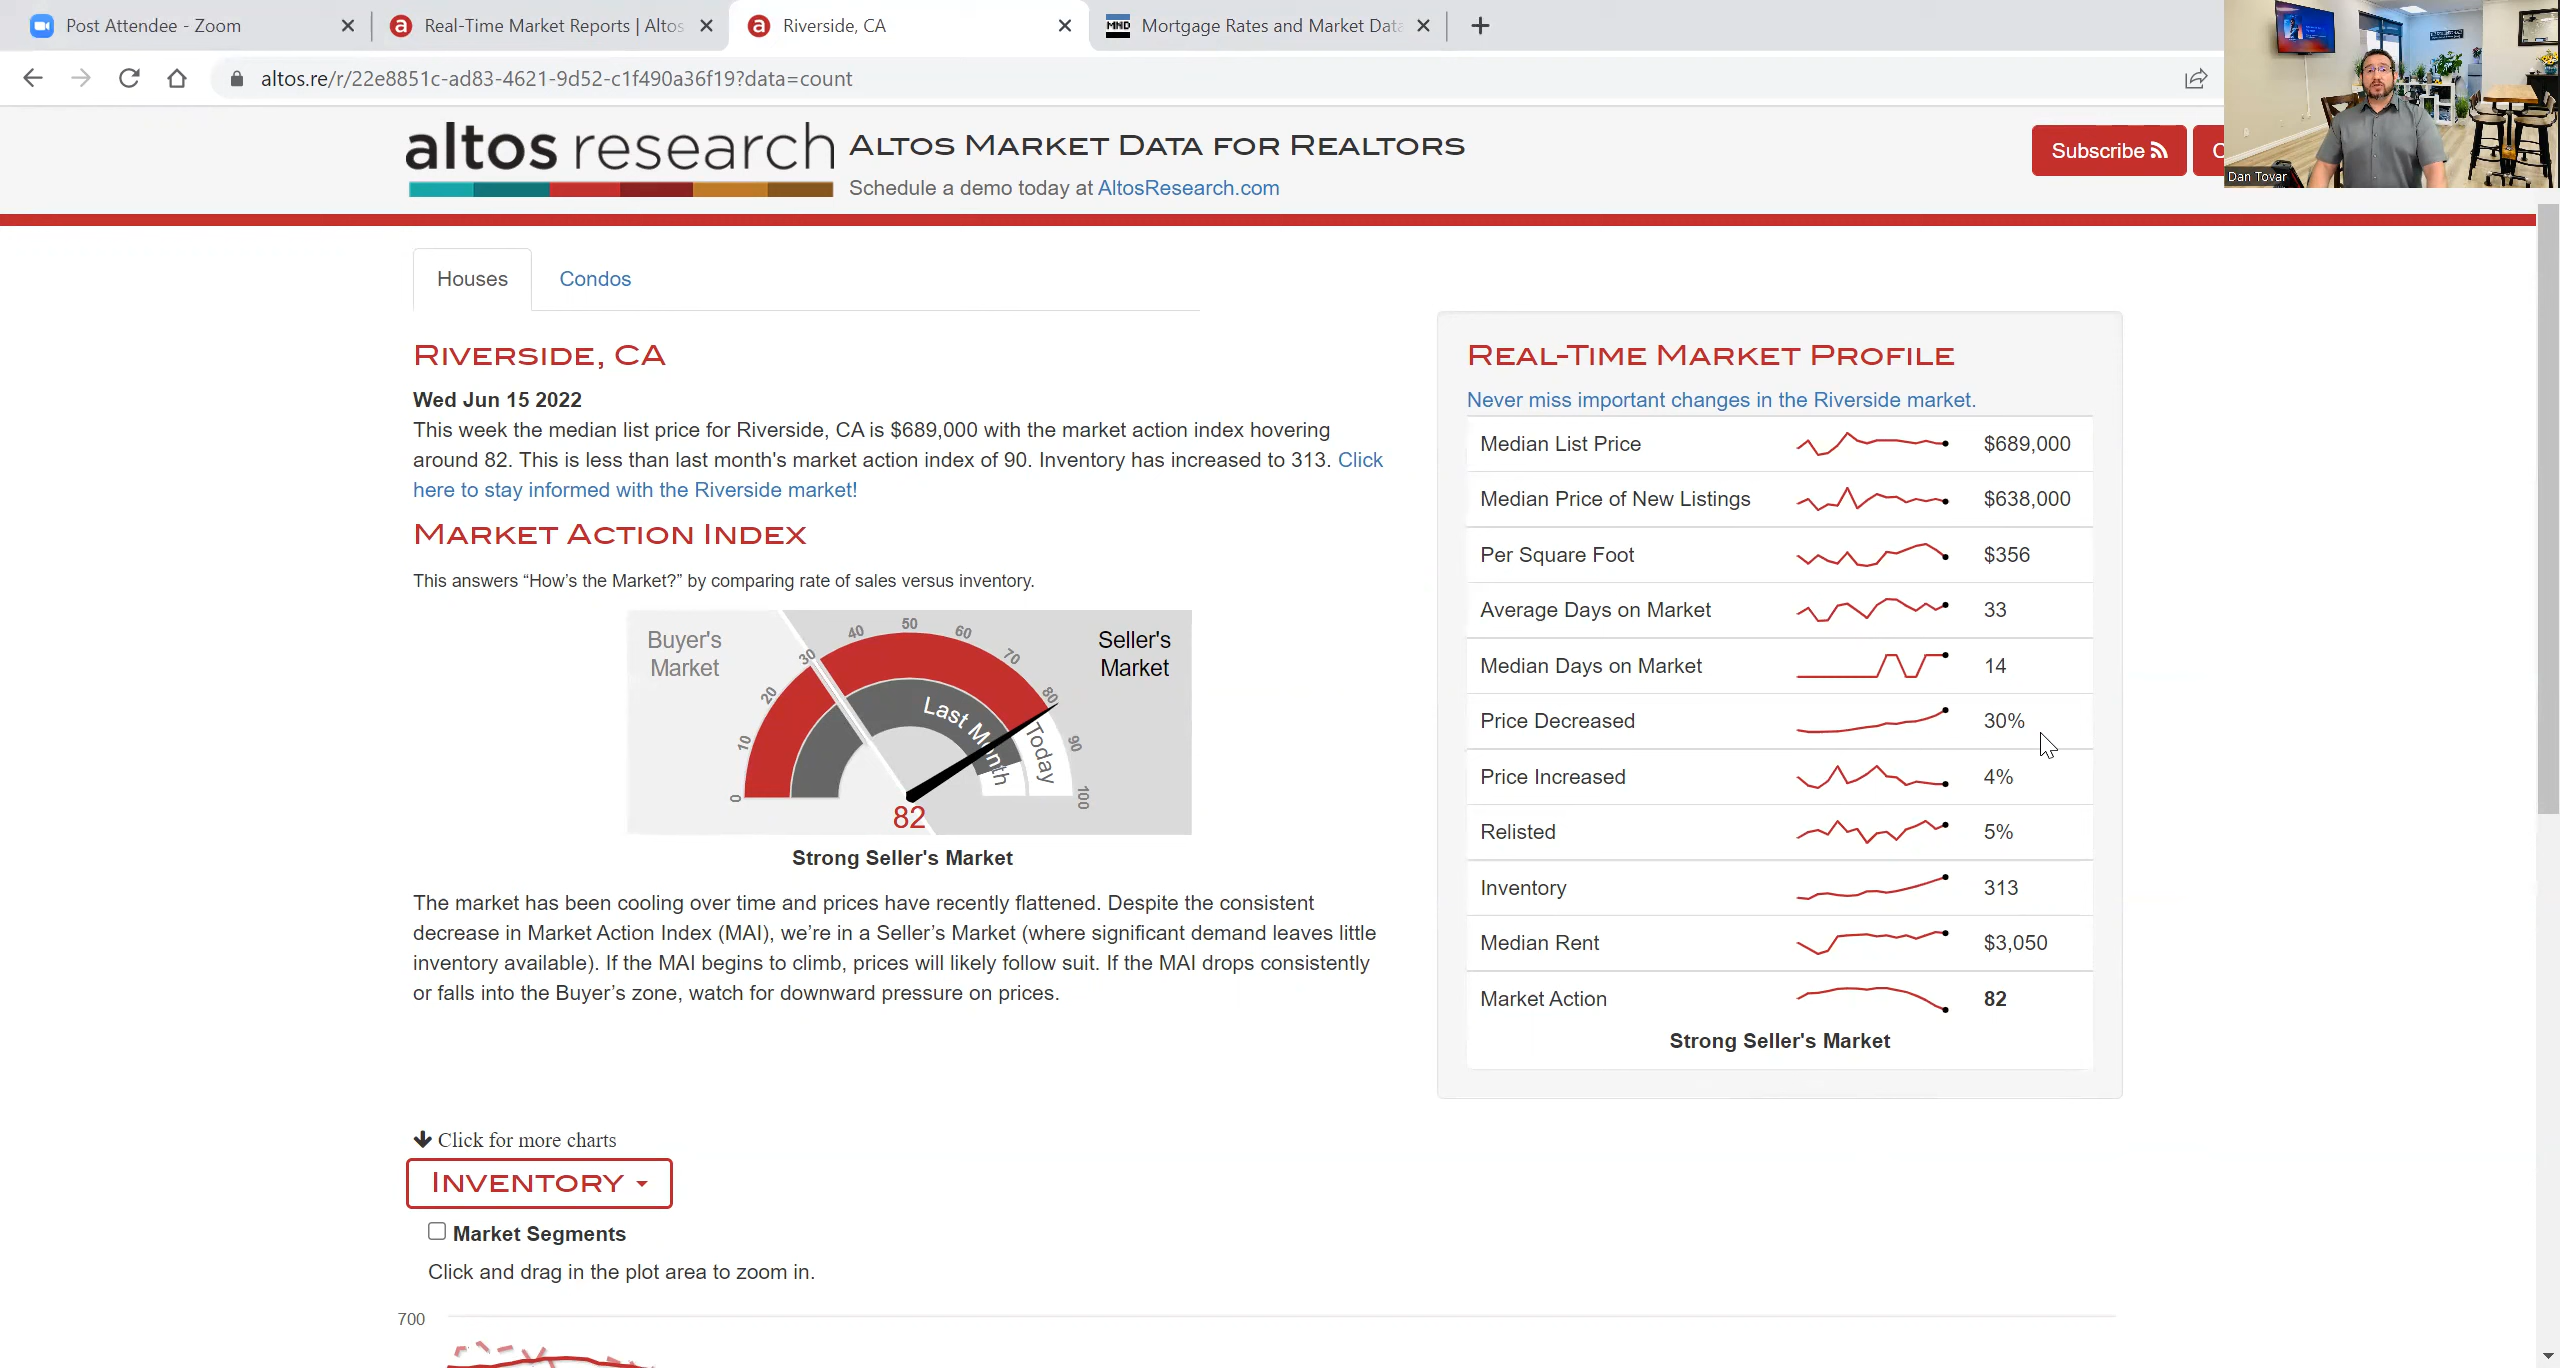 Post Attendee - Zoom
Real-Time Market Reports | Altos
Riverside, CA
MND
Mortgage Rates and Market Data
altos.re/r/22e8851c-ad83-4621-9d52-c1f490a36f19?data=count
altos research
Altos Market Data for Realtors
Schedule a demo today at AltosResearch.com
Subscribe
C
Dan Tovar
Houses
Condos
Riverside, CA
Wed Jun 15 2022
This week the median list price for Riverside, CA is $689,000 with the market action index hovering
around 82. This is less than last month's market action index of 90. Inventory has increased to 313. Click
here to stay informed with the Riverside market!
Market Action Index
This answers “How’s the Market?” by comparing rate of sales versus inventory.
Buyer's
Market
Seller's
Market
0
10
20
30
40
50
60
70
80
90
100
Last Month
Today
82
Strong Seller's Market
The market has been cooling over time and prices have recently flattened. Despite the consistent
decrease in Market Action Index (MAI), we’re in a Seller’s Market (where significant demand leaves little
inventory available). If the MAI begins to climb, prices will likely follow suit. If the MAI drops consistently
or falls into the Buyer’s zone, watch for downward pressure on prices.
Real-Time Market Profile
Never miss important changes in the Riverside market.
Median List Price $689,000
Median Price of New Listings $638,000
Per Square Foot $356
Average Days on Market 33
Median Days on Market 14
Price Decreased 30%
Price Increased 4%
Relisted 5%
Inventory 313
Median Rent $3,050
Market Action 82
Strong Seller's Market
Click for more charts
Inventory
Market Segments
Click and drag in the plot area to zoom in.
700